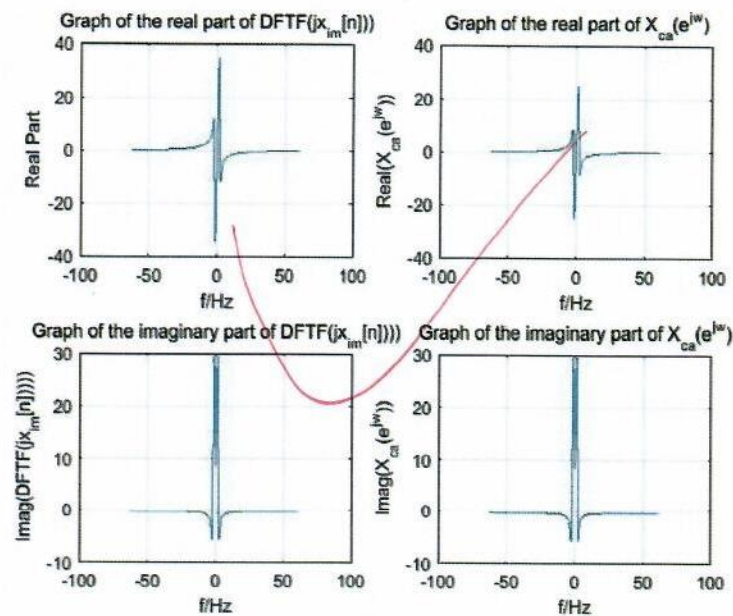 Graph of the real part of DFTF(jx_im[n]))
40
20
0
-20
-40
Real Part
-100 -50 0 50 100
f/Hz
Graph of the real part of X_ca(e^jw)
40
20
0
-20
-40
Real(X_ca(e^jw))
-100 -50 0 50 100
f/Hz
Graph of the imaginary part of DFTF(jx_im[n])))
30
20
10
0
-10
Imag(DFTF(jx_im[n]))))
-100 -50 0 50 100
f/Hz
Graph of the imaginary part of X_ca(e^jw)
30
20
10
0
-10
Imag(X_ca(e^jw))
-100 -50 0 50 100
f/Hz